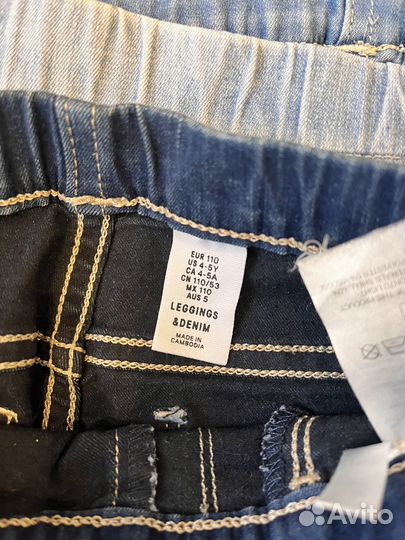 EUR 110
US 4-5Y
CA 4-5A
CN 110/53
MX 110
AUS 5
LEGGINGS
&DENIM
MADE IN
CAMBODIA
Avito